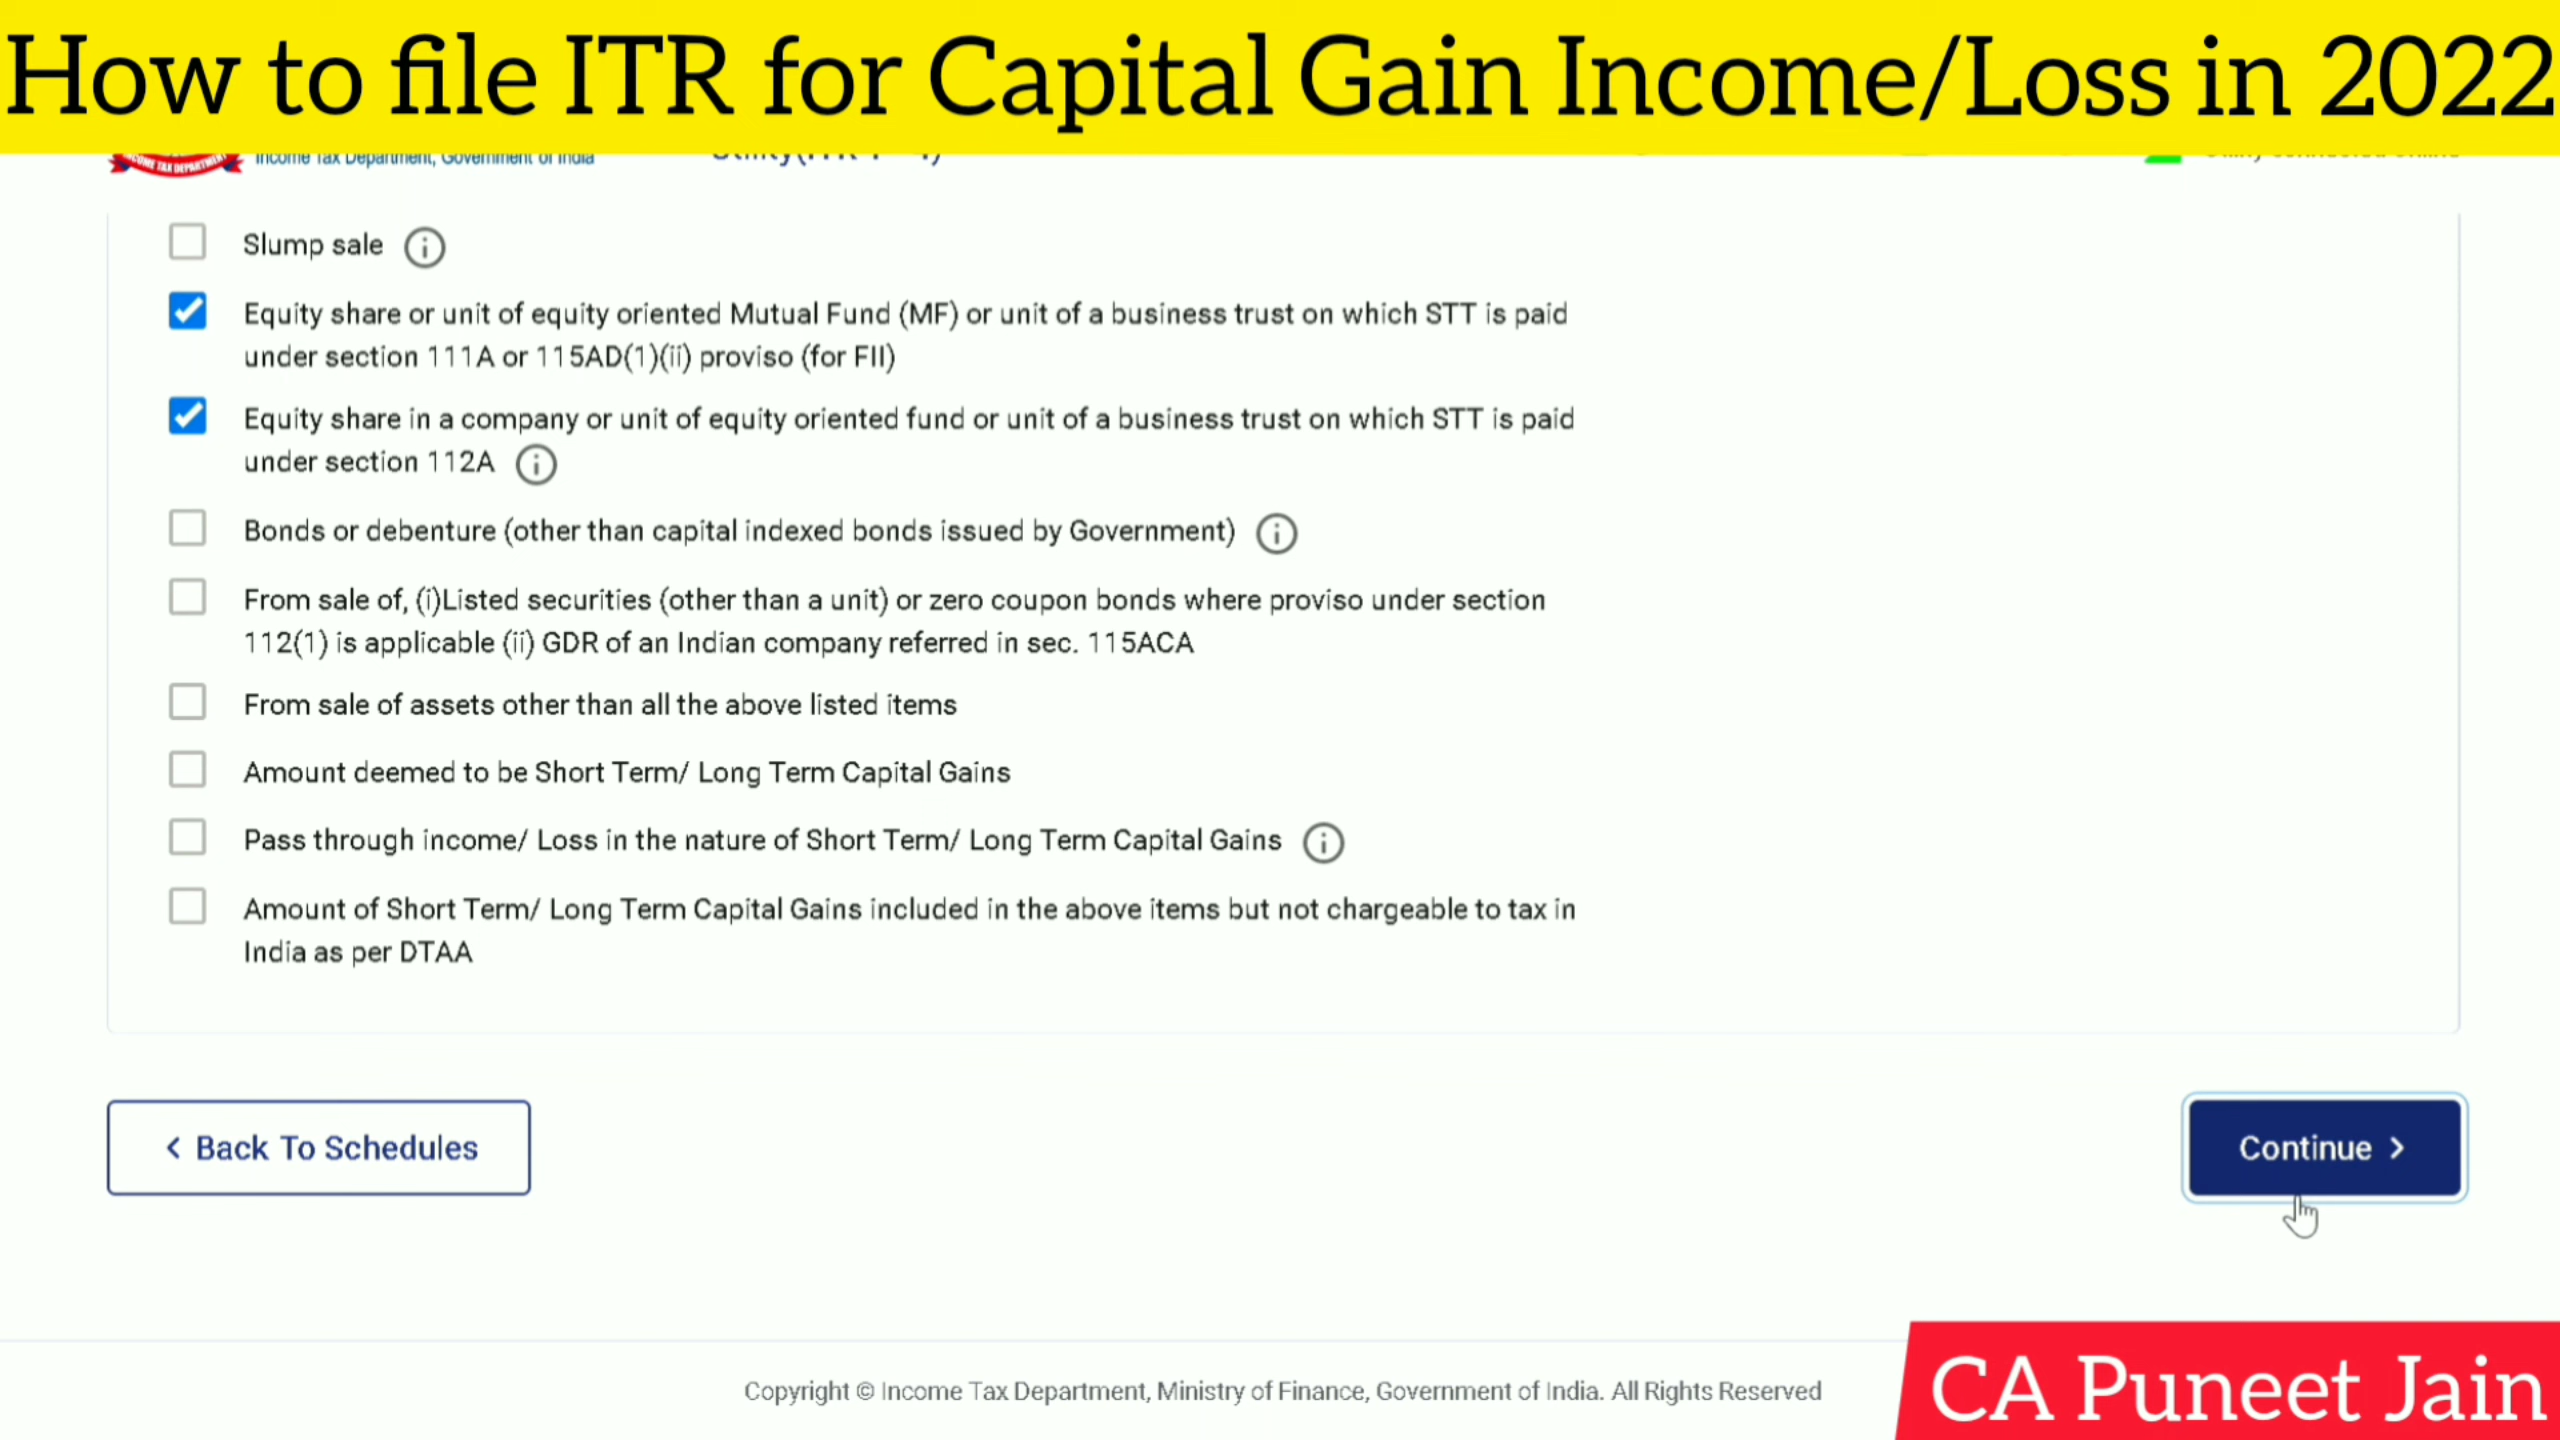 How to file ITR for Capital Gain Income/Loss in 2022
INCOME TAX DEPARTMENT
Income Tax Department, Government of India
Slump sale
Equity share or unit of equity oriented Mutual Fund (MF) or unit of a business trust on which STT is paid
under section 111A or 115AD(1)(ii) proviso (for FII)
Equity share in a company or unit of equity oriented fund or unit of a business trust on which STT is paid
under section 112A
Bonds or debenture (other than capital indexed bonds issued by Government)
From sale of, (i)Listed securities (other than a unit) or zero coupon bonds where proviso under section
112(1) is applicable (ii) GDR of an Indian company referred in sec. 115ACA
From sale of assets other than all the above listed items
Amount deemed to be Short Term/ Long Term Capital Gains
Pass through income/ Loss in the nature of Short Term/ Long Term Capital Gains
Amount of Short Term/ Long Term Capital Gains included in the above items but not chargeable to tax in
India as per DTAA
< Back To Schedules
Continue >
Copyright © Income Tax Department, Ministry of Finance, Government of India. All Rights Reserved
CA Puneet Jain